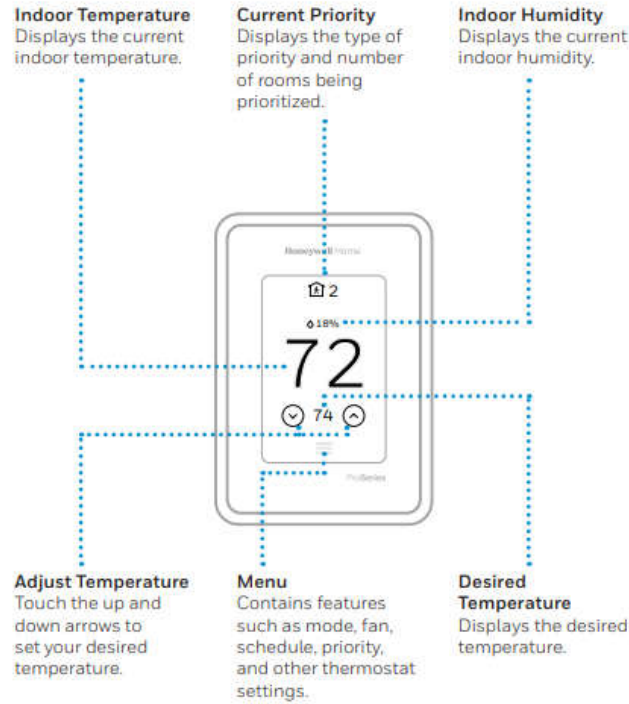 Indoor Temperature
Displays the current
indoor temperature.
Current Priority
Displays the type of
priority and number
of rooms being
prioritized.
Indoor Humidity
Displays the current
indoor humidity.
Honeywell Home
2
18%
72
74
ProSeries
Adjust Temperature
Touch the up and
down arrows to
set your desired
temperature.
Menu
Contains features
such as mode, fan,
schedule, priority,
and other thermostat
settings.
Desired
Temperature
Displays the desired
temperature.